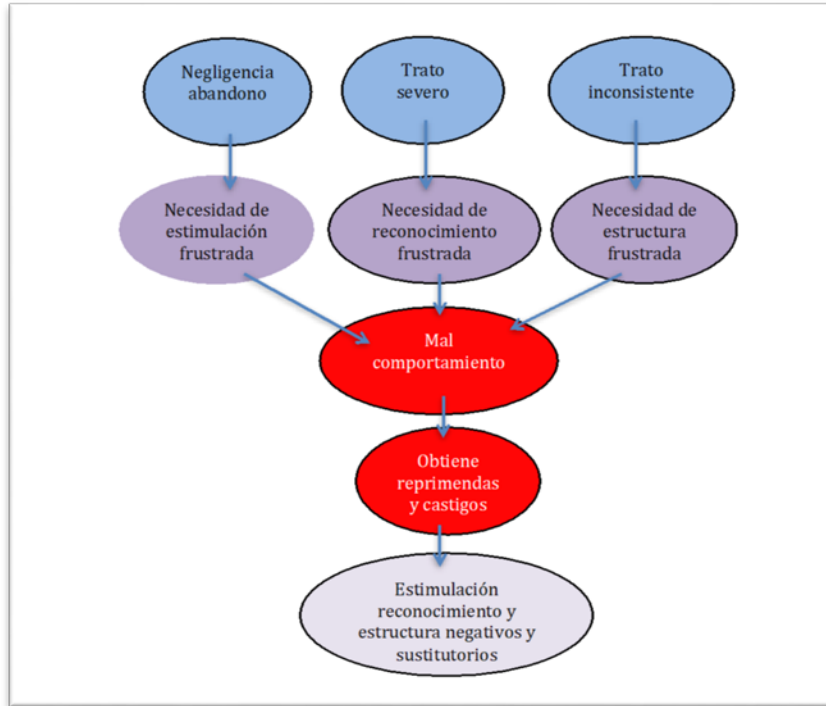 Negligencia
abandono
Trato
severo
Trato
inconsistente
Necesidad de
estimulación
frustrada
Necesidad de
reconocimiento
frustrada
Necesidad de
estructura
frustrada
Mal
comportamiento
Obtiene
reprimendas
y castigos
Estimulación
reconocimiento y
estructura negativos y
sustitutorios